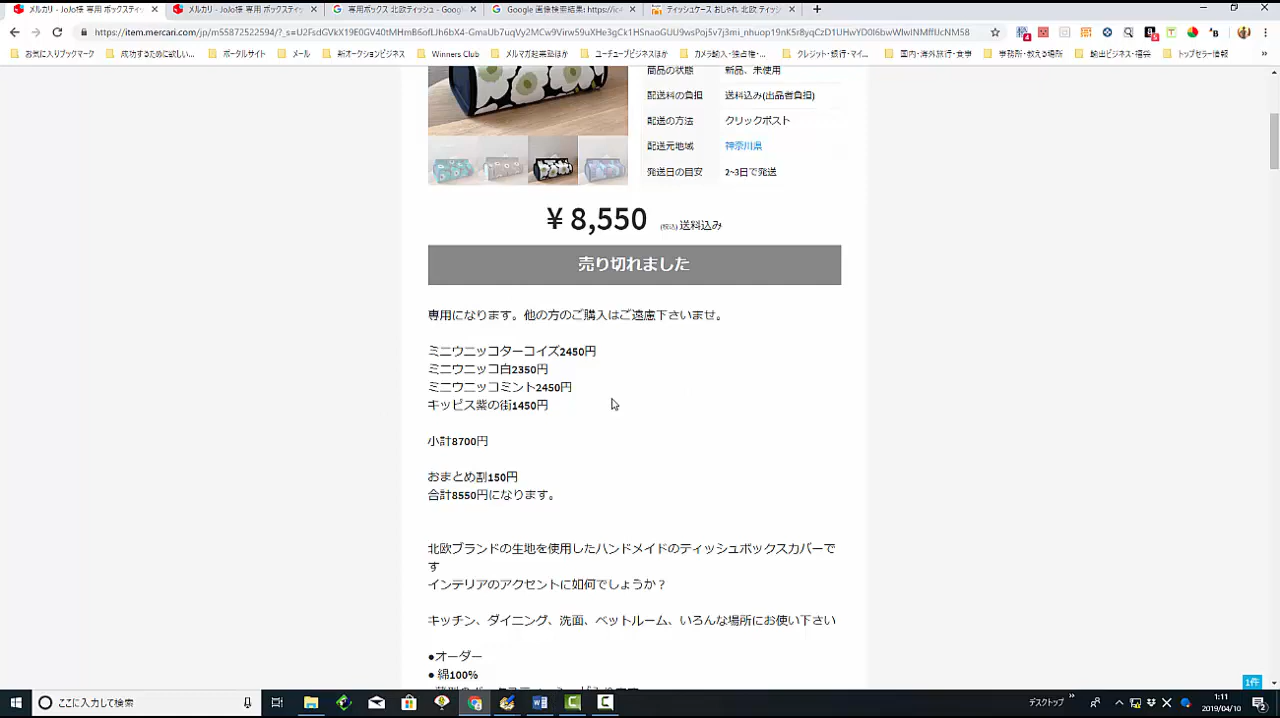 メルカリ - JoJo様 専用 ボックスティッ
メルカリ - JoJo様 専用 ボックスティッ
専用ボックス 北欧ティッシュ - Googl
Google 画像検索結果: https://ic4-
ティッシュケース おしゃれ 北欧 ティッシ
お気に入りブックマーク
成功するために欲しい...
ポータルサイト
メール
新オークションビジネス
Winners Club
メルマガ起業塾ほか
ユーチューブビジネスほか
カメラ転入・独占権...
クレジット・銀行・マイ...
国内・海外旅行・食事
事務所・教える場所
輸出ビジネス・福袋
トップセラー情報
商品の状態 新品、未使用
配送料の負担 送料込み(出品者負担)
配送の方法 クリックポスト
配送元地域 神奈川県
発送日の目安 2~3日で発送
¥ 8,550 (税込) 送料込み
売り切れました
専用になります。他の方のご購入はご遠慮下さいませ。
ミニウニッコターコイズ2450円
ミニウニッコ白2350円
ミニウニッコミント2450円
キッピス紫の街1450円
小計8700円
おまとめ割150円
合計8550円になります。
北欧ブランドの生地を使用したハンドメイドのティッシュボックスカバーで
す
インテリアのアクセントに如何でしょうか？
キッチン、ダイニング、洗面、ベットルーム、いろんな場所にお使い下さい
●オーダー
● 綿100%
1件
ここに入力して検索
デスクトップ
1:11
2019/04/10